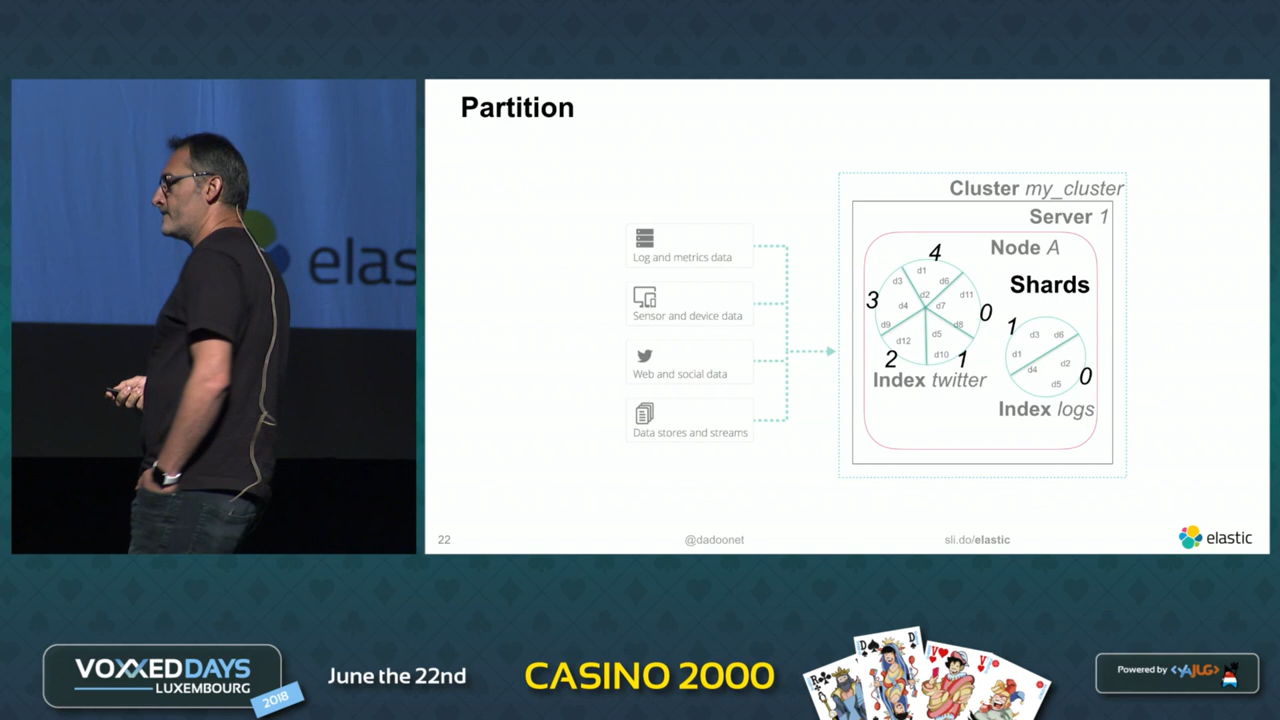 elas
Partition
Cluster my_cluster
Server 1
Node A
Shards
Log and metrics data
Sensor and device data
Web and social data
Data stores and streams
4
3
0
2
1
d1
d3
d6
d2
d11
d4
d7
d9
d8
d5
d12
d10
Index twitter
1
0
d3
d6
d1
d2
d4
d5
Index logs
22
@dadoonet
sli.do/elastic
elastic
VOXXED DAYS
LUXEMBOURG
2018
June the 22nd
CASINO 2000
R
D
D
V
V
Powered by <YAJUG>